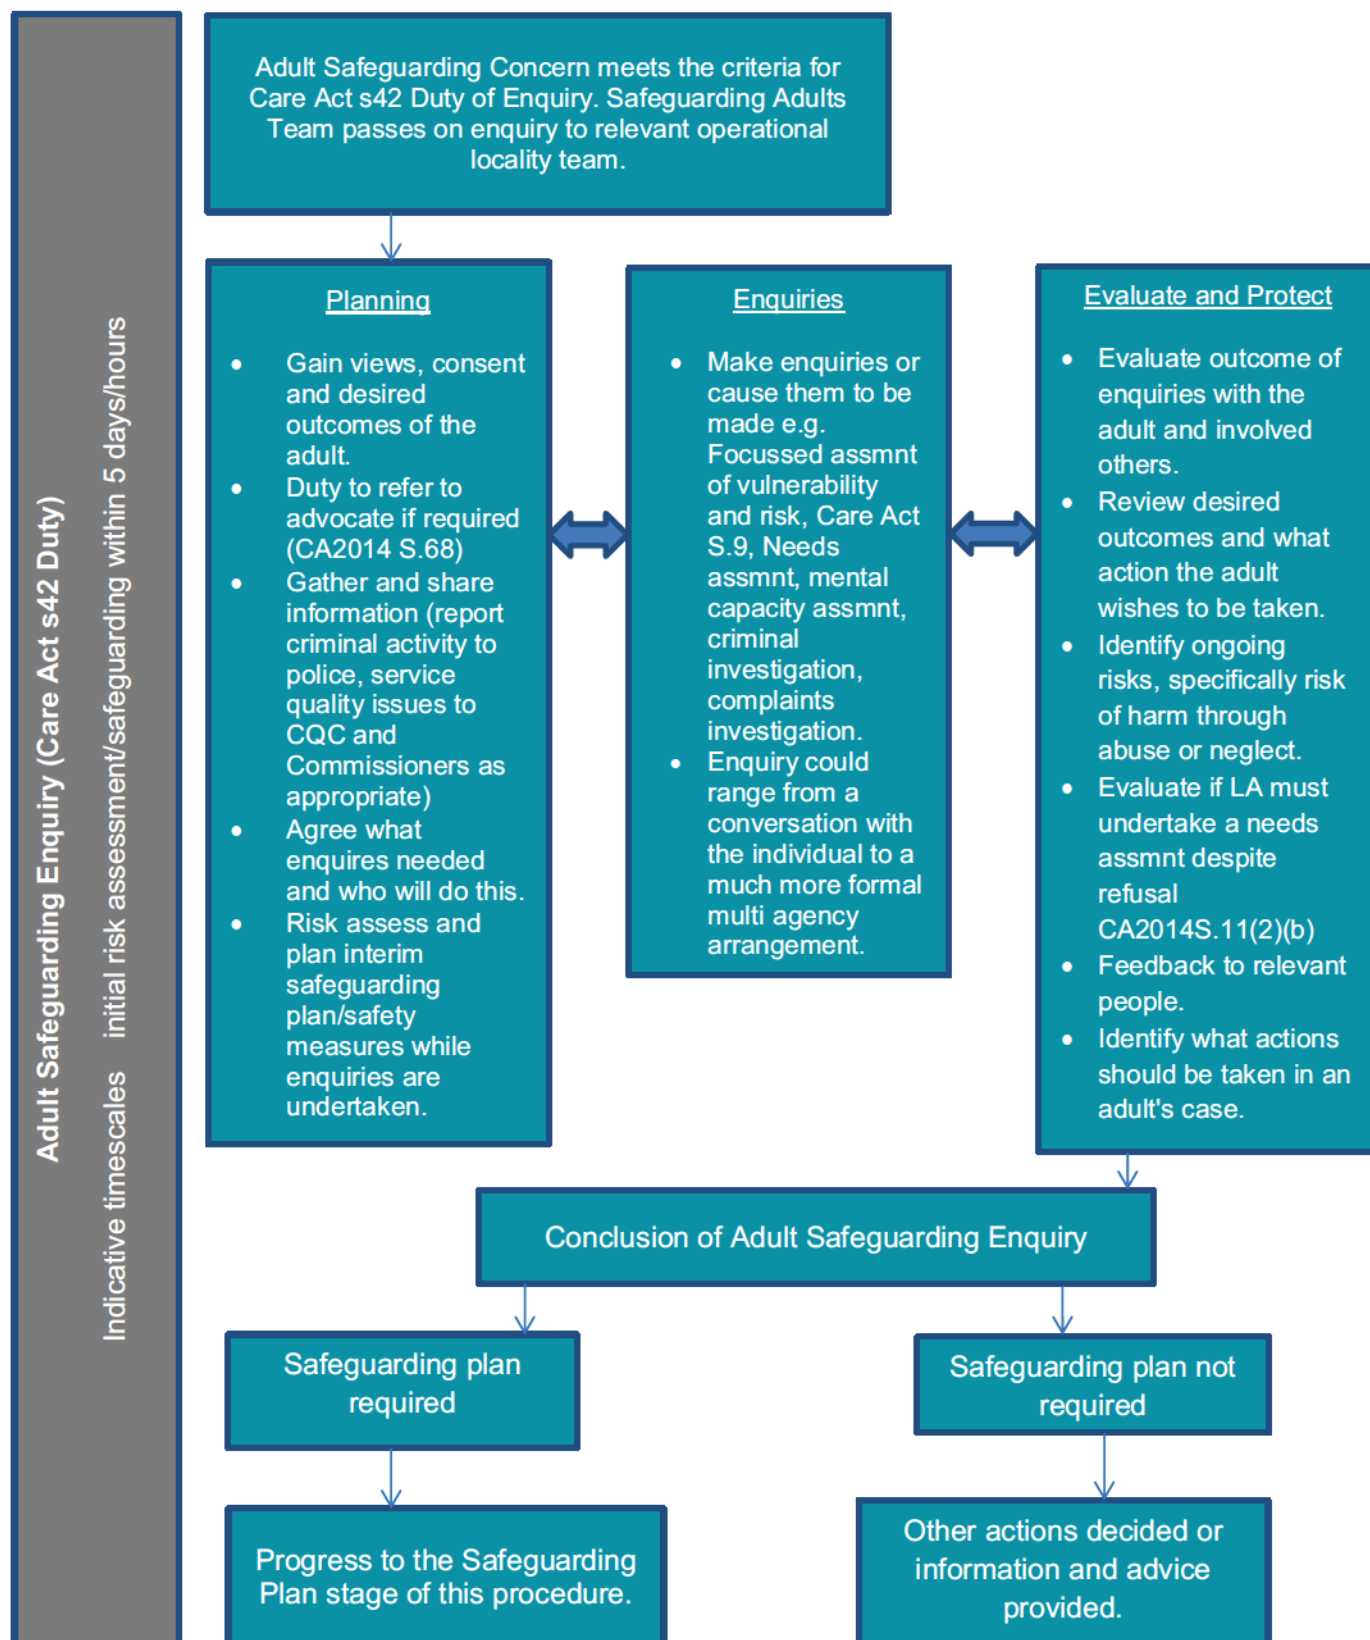 Adult Safeguarding Enquiry (Care Act s42 Duty)
Indicative timescales initial risk assessment/safeguarding within 5 days/hours
Adult Safeguarding Concern meets the criteria for
Care Act s42 Duty of Enquiry. Safeguarding Adults
Team passes on enquiry to relevant operational
locality team.
Planning
• Gain views, consent
and desired
outcomes of the
adult.
• Duty to refer to
advocate if required
(CA2014 S.68)
• Gather and share
information (report
criminal activity to
police, service
quality issues to
CQC and
Commissioners as
appropriate)
• Agree what
enquires needed
and who will do this.
• Risk assess and
plan interim
safeguarding
plan/safety
measures while
enquiries are
undertaken.
Enquiries
• Make enquiries or
cause them to be
made e.g.
Focussed assmnt
of vulnerability
and risk, Care Act
S.9, Needs
assmnt, mental
capacity assmnt,
criminal
investigation,
complaints
investigation.
• Enquiry could
range from a
conversation with
the individual to a
much more formal
multi agency
arrangement.
Evaluate and Protect
• Evaluate outcome of
enquiries with the
adult and involved
others.
• Review desired
outcomes and what
action the adult
wishes to be taken.
• Identify ongoing
risks, specifically risk
of harm through
abuse or neglect.
• Evaluate if LA must
undertake a needs
assmnt despite
refusal
CA2014S.11(2)(b)
• Feedback to relevant
people.
• Identify what actions
should be taken in an
adult's case.
Conclusion of Adult Safeguarding Enquiry
Safeguarding plan
required
Safeguarding plan not
required
Progress to the Safeguarding
Plan stage of this procedure.
Other actions decided or
information and advice
provided.